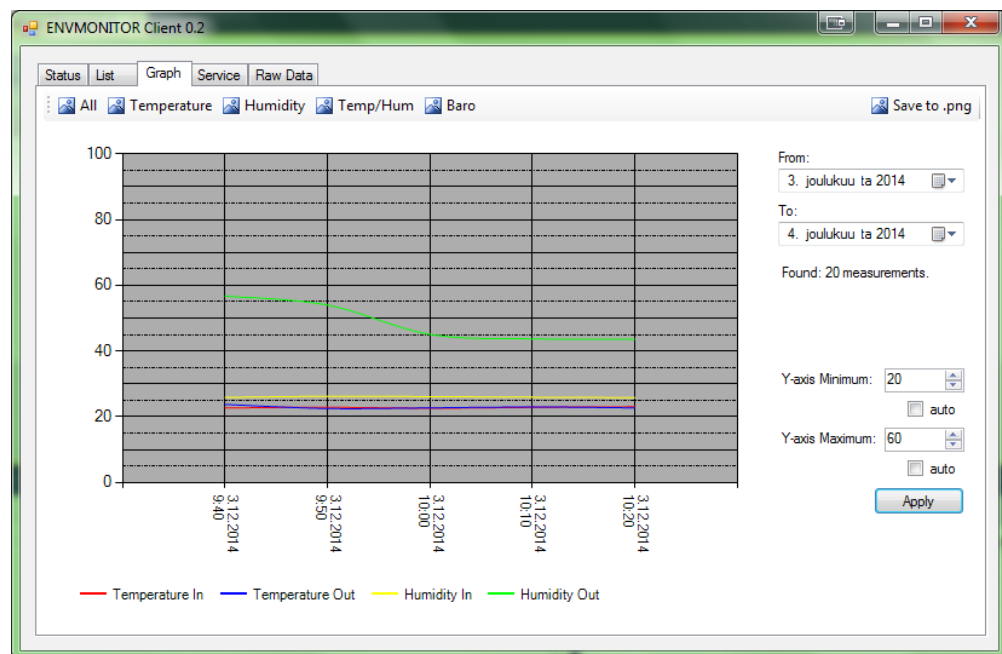 ENVMONITOR Client 0.2
Status List Graph Service Raw Data
All Temperature Humidity Temp/Hum Baro Save to .png
100
80
60
40
20
0
3.12.2014 9:40
3.12.2014 9:50
3.12.2014 10:00
3.12.2014 10:10
3.12.2014 10:20
Temperature In Temperature Out Humidity In Humidity Out
From:
3. joulukuu ta 2014
To:
4. joulukuu ta 2014
Found: 20 measurements.
Y-axis Minimum: 20
auto
Y-axis Maximum: 60
auto
Apply